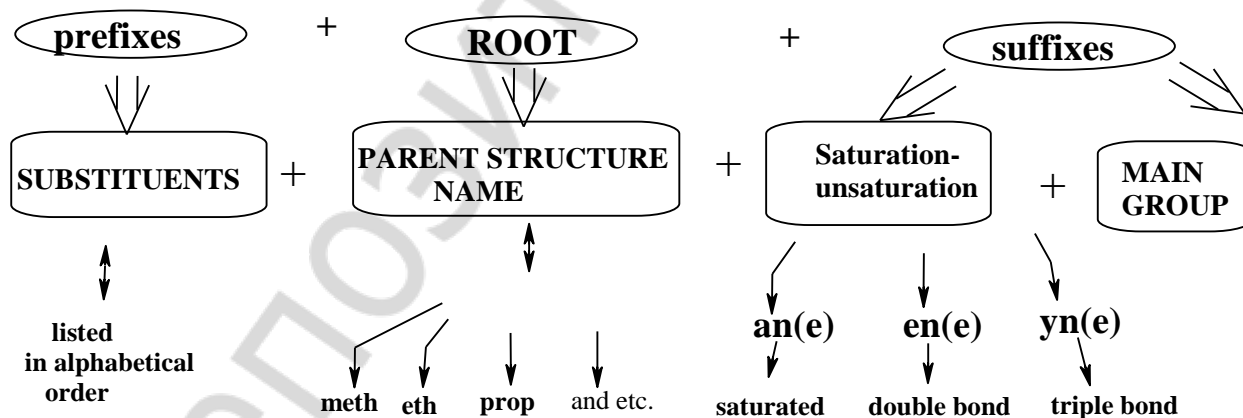 prefixes + ROOT + suffixes
SUBSTITUENTS + PARENT STRUCTURE NAME + Saturation-unsaturation + MAIN GROUP
listed
in alphabetical
order
meth eth prop and etc.
an(e) en(e) yn(e)
saturated double bond triple bond
пози